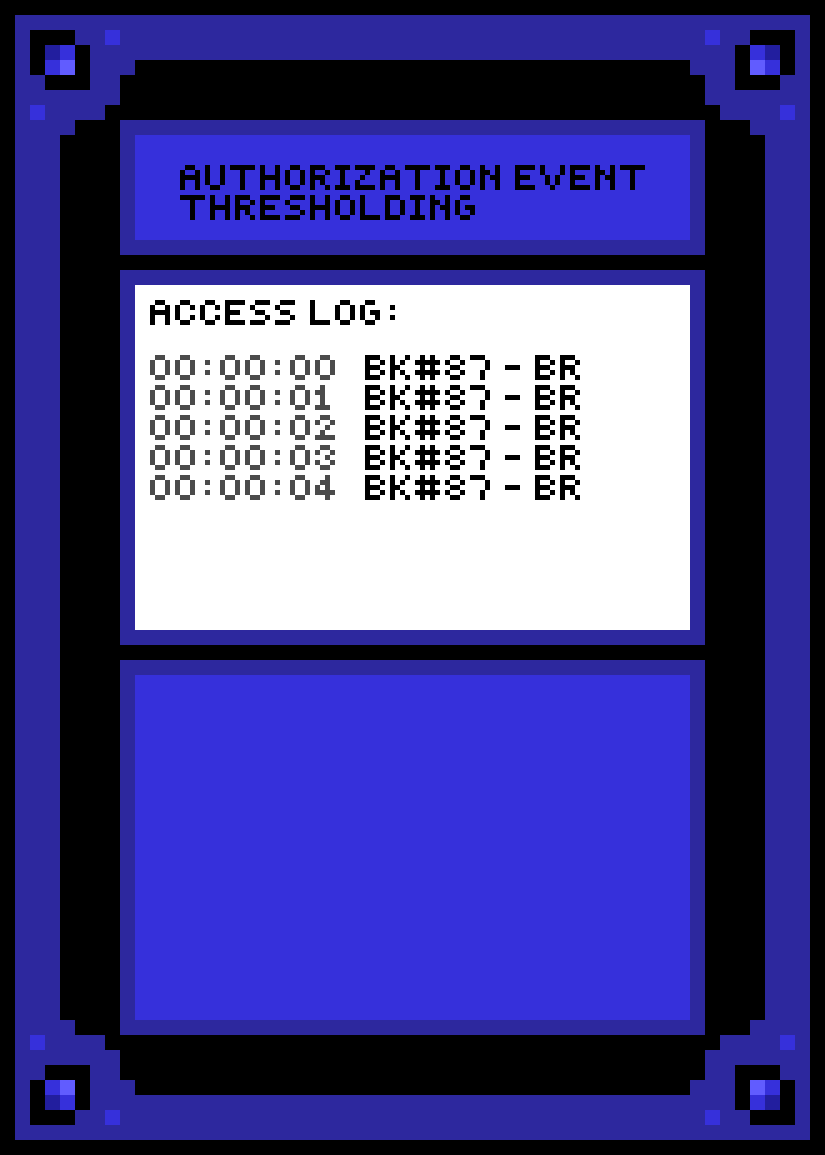 AUTHORIZATION EVENT
THRESHOLDING
ACCESS LOG:
00:00:00 BK#87 - BR
00:00:01 BK#87 - BR
00:00:02 BK#87 - BR
00:00:03 BK#87 - BR
00:00:04 BK#87 - BR